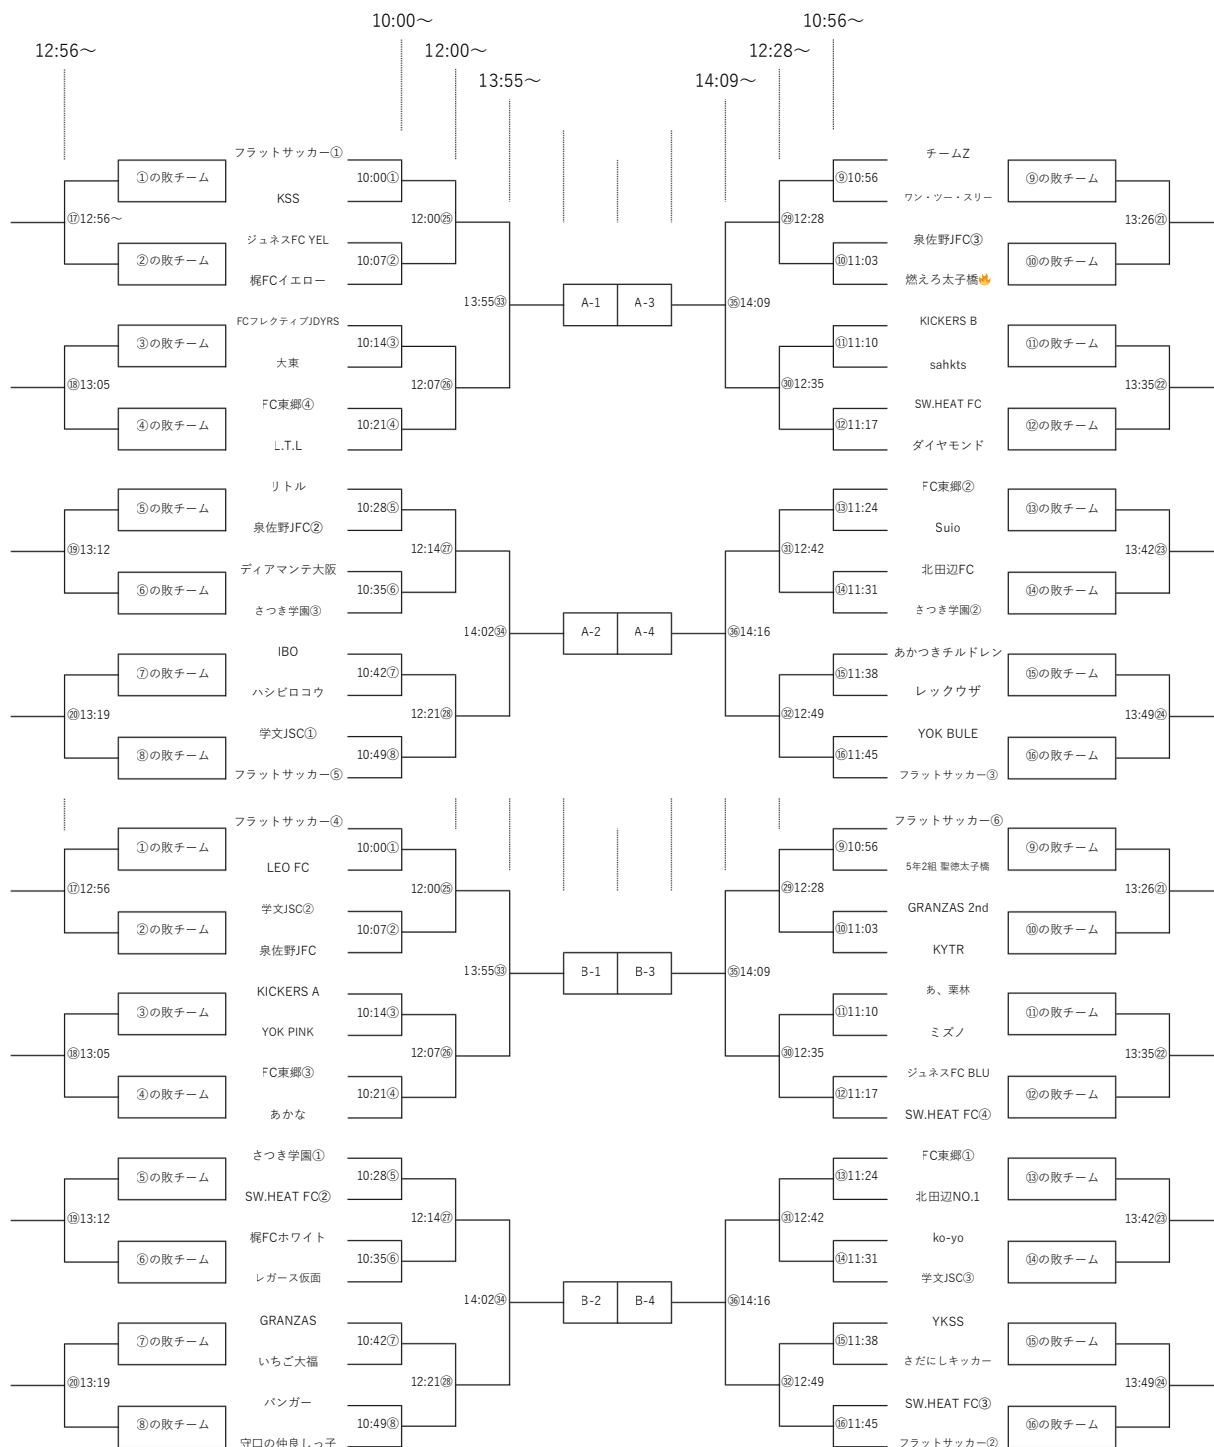 10:00～
10:56～
12:56～
12:00～
12:28～
13:55～
14:09～
フラットサッカー①
チームZ
①の敗チーム
10:00①
⑨10:56
⑨の敗チーム
KSS
ワン・ツー・スリー
⑰12:56～
12:00㉕
㉙12:28
13:26㉑
ジュネスFC YEL
泉佐野JFC③
②の敗チーム
10:07②
⑩11:03
⑩の敗チーム
梶FCイエロー
燃えろ太子橋🔥
13:55㉝
A-1
A-3
㉟14:09
FCフレクティブJDYRS
KICKERS B
③の敗チーム
10:14③
⑪11:10
⑪の敗チーム
大東
sahkts
⑱13:05
12:07㉖
㉚12:35
13:35㉒
FC東郷④
SW.HEAT FC
④の敗チーム
10:21④
⑫11:17
⑫の敗チーム
L.T.L
ダイヤモンド
リトル
FC東郷②
⑤の敗チーム
10:28⑤
⑬11:24
⑬の敗チーム
泉佐野JFC②
Suio
⑲13:12
12:14㉗
㉛12:42
13:42㉓
ディアマンテ大阪
北田辺FC
⑥の敗チーム
10:35⑥
⑭11:31
⑭の敗チーム
さつき学園③
さつき学園②
14:02㉞
A-2
A-4
㊱14:16
IBO
あかつきチルドレン
⑦の敗チーム
10:42⑦
⑮11:38
⑮の敗チーム
ハシビロコウ
レックウザ
⑳13:19
12:21㉘
㉜12:49
13:49㉔
学文JSC①
YOK BULE
⑧の敗チーム
10:49⑧
⑯11:45
⑯の敗チーム
フラットサッカー⑤
フラットサッカー③
フラットサッカー④
フラットサッカー⑥
①の敗チーム
10:00①
⑨10:56
⑨の敗チーム
LEO FC
5年2組 聖徳太子橋
⑰12:56
12:00㉕
㉙12:28
13:26㉑
学文JSC②
GRANZAS 2nd
②の敗チーム
10:07②
⑩11:03
⑩の敗チーム
泉佐野JFC
KYTR
13:55㉝
B-1
B-3
㉟14:09
KICKERS A
あ、栗林
③の敗チーム
10:14③
⑪11:10
⑪の敗チーム
YOK PINK
ミズノ
⑱13:05
12:07㉖
㉚12:35
13:35㉒
FC東郷③
ジュネスFC BLU
④の敗チーム
10:21④
⑫11:17
⑫の敗チーム
あかな
SW.HEAT FC④
さつき学園①
FC東郷①
⑤の敗チーム
10:28⑤
⑬11:24
⑬の敗チーム
SW.HEAT FC②
北田辺NO.1
⑲13:12
12:14㉗
㉛12:42
13:42㉓
梶FCホワイト
ko-yo
⑥の敗チーム
10:35⑥
⑭11:31
⑭の敗チーム
レガース仮面
学文JSC③
14:02㉞
B-2
B-4
㊱14:16
GRANZAS
YKSS
⑦の敗チーム
10:42⑦
⑮11:38
⑮の敗チーム
いちご大福
さだにしキッカー
⑳13:19
12:21㉘
㉜12:49
13:49㉔
バンガー
SW.HEAT FC③
⑧の敗チーム
10:49⑧
⑯11:45
⑯の敗チーム
守口の仲良しっ子
フラットサッカー②